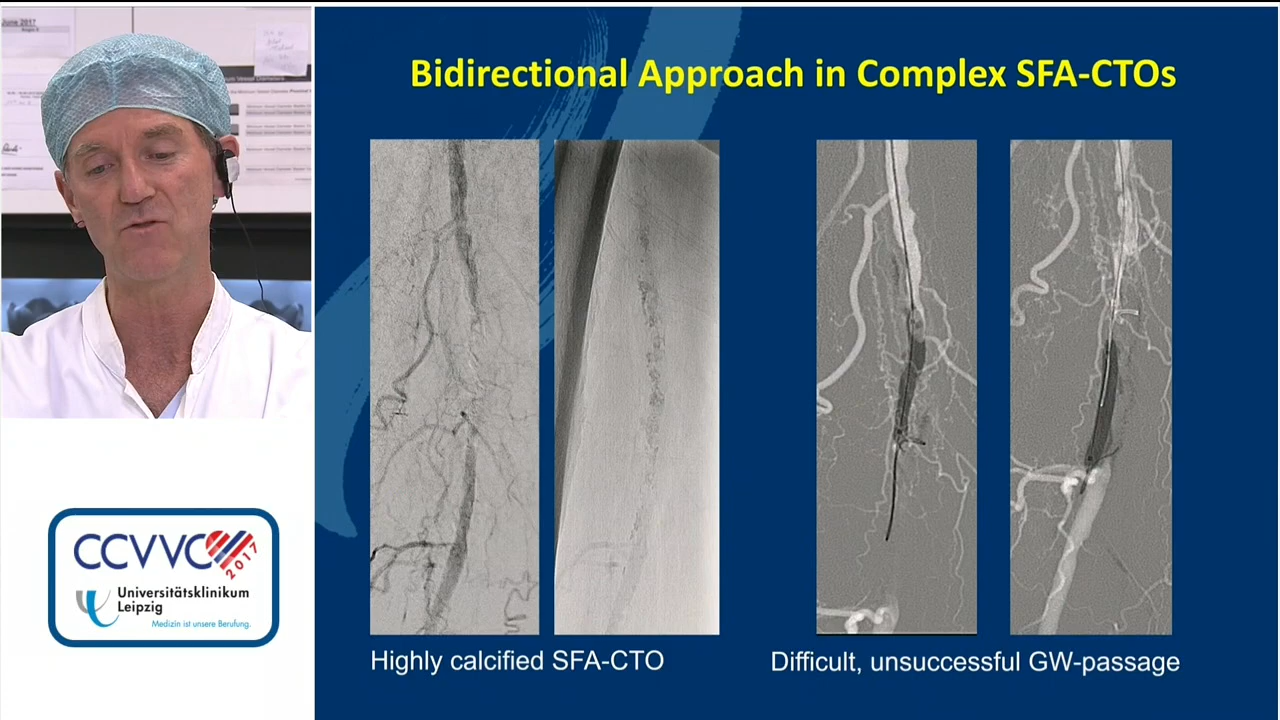 June 2017
Bidirectional Approach in Complex SFA-CTOs
Highly calcified SFA-CTO
Difficult, unsuccessful GW-passage
CCVVC
2017
Universitätsklinikum
Leipzig
Medizin ist unsere Berufung.